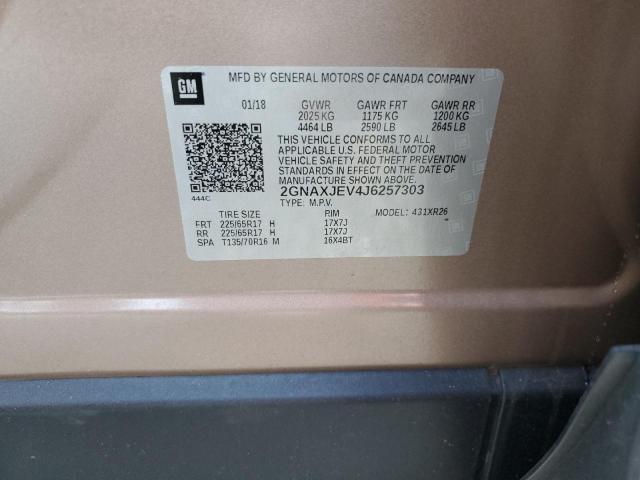 GM
MFD BY GENERAL MOTORS OF CANADA COMPANY
01/18 GVWR GAWR FRT GAWR RR
2025 KG 1175 KG 1200 KG
4464 LB 2590 LB 2645 LB
THIS VEHICLE CONFORMS TO ALL
APPLICABLE U.S. FEDERAL MOTOR
VEHICLE SAFETY AND THEFT PREVENTION
STANDARDS IN EFFECT ON THE DATE OF
MANUFACTURE SHOWN ABOVE.
444C 2GNAXJEV4J6257303
TYPE: M.P.V.
TIRE SIZE RIM MODEL: 431XR26
FRT 225/65R17 H 17X7J
RR 225/65R17 H 17X7J
SPA T135/70R16 M 16X4BT